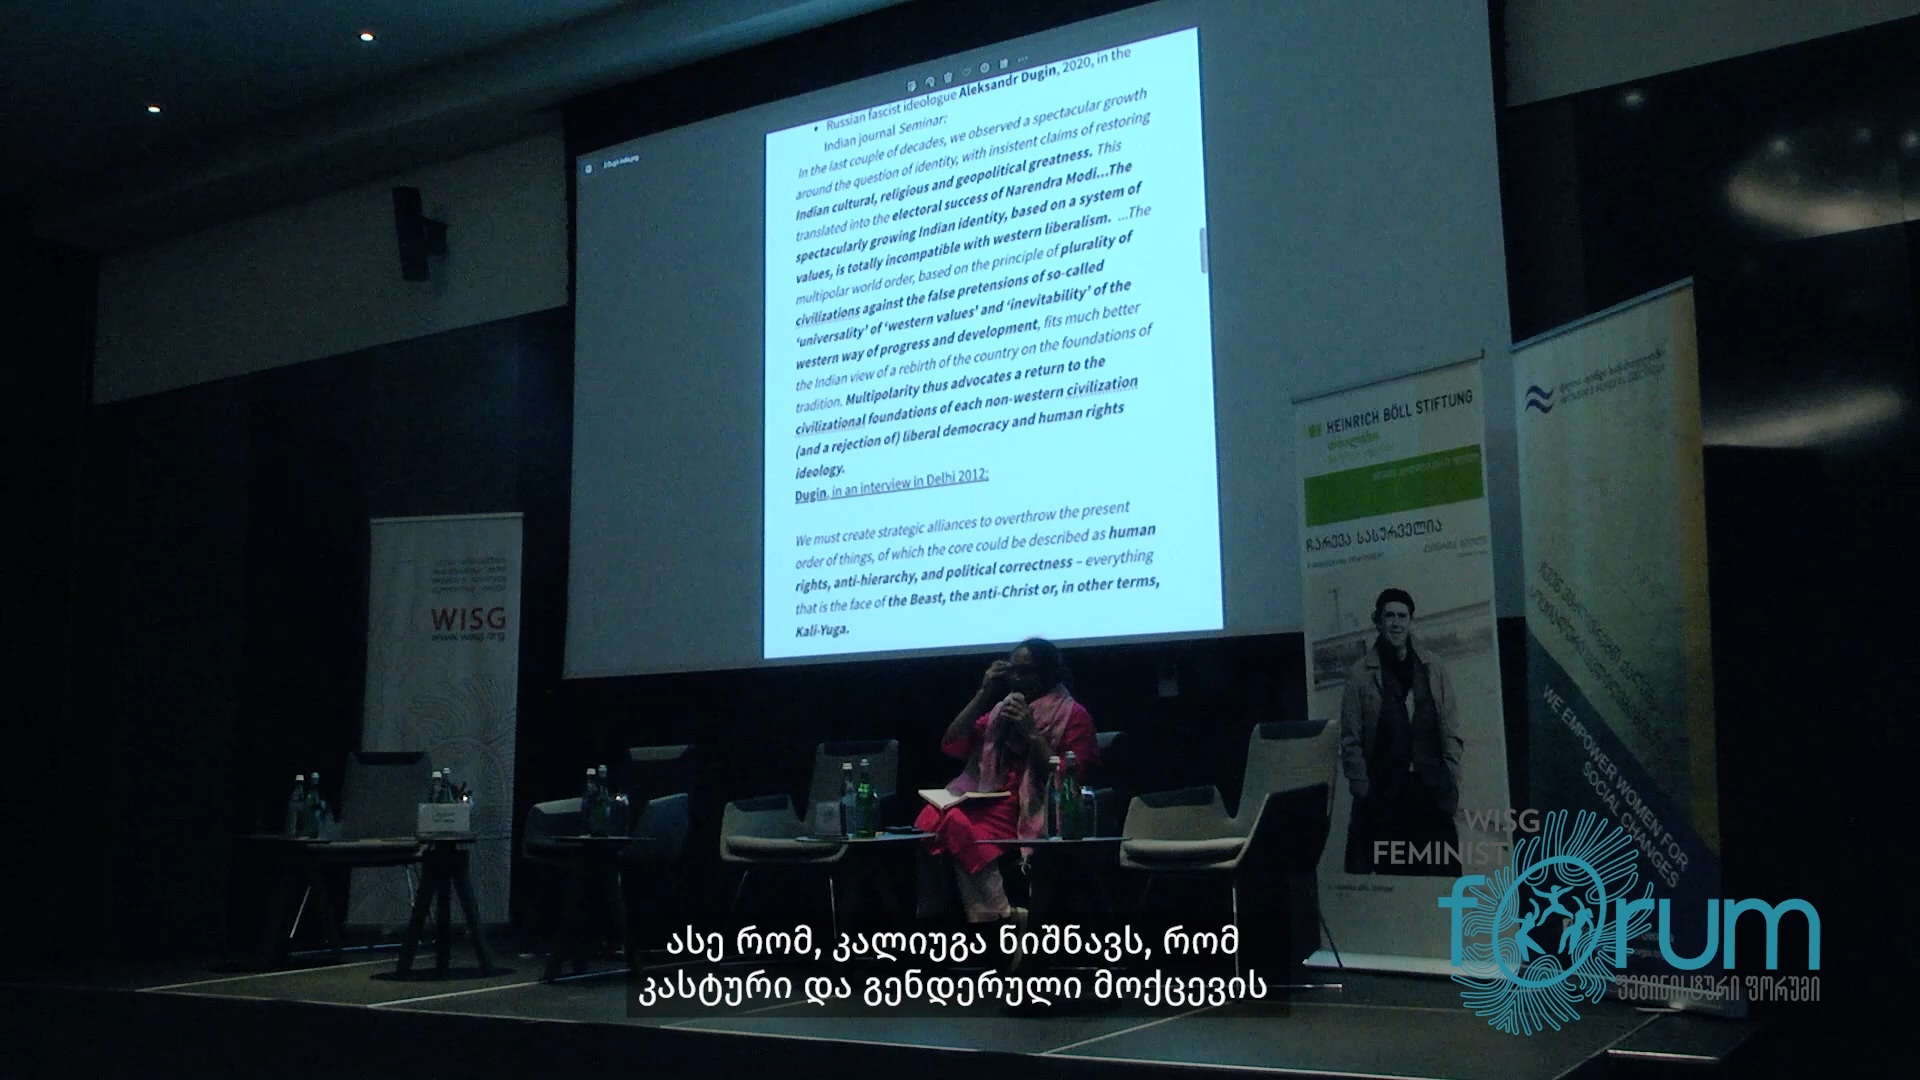 Russian fascist ideologue Aleksandr Dugin, 2020, in the
Indian journal Seminar:
In the last couple of decades, we observed a spectacular growth
around the question of identity, with insistent claims of restoring
Indian cultural, religious and geopolitical greatness. This
translated into the electoral success of Narendra Modi...The
spectacularly growing Indian identity, based on a system of
values, is totally incompatible with western liberalism. ...The
multipolar world order, based on the principle of plurality of
civilizations against the false pretensions of so-called
'universality' of 'western values' and 'inevitability' of the
western way of progress and development, fits much better
the Indian view of a rebirth of the country on the foundations of
tradition. Multipolarity thus advocates a return to the
civilizational foundations of each non-western civilization
(and a rejection of) liberal democracy and human rights
ideology.
Dugin, in an interview in Delhi 2012:
We must create strategic alliances to overthrow the present
order of things, of which the core could be described as human
rights, anti-hierarchy, and political correctness – everything
that is the face of the Beast, the anti-Christ or, in other terms,
Kali-Yuga.
WISG
www.wisg.org
HEINRICH BÖLL STIFTUNG
ჩარევა სასურველია
WE EMPOWER WOMEN FOR
SOCIAL CHANGES
WISG
FEMINIST
forum
ფემინისტური ფორუმი
ასე რომ, კალიუგა ნიშნავს, რომ
კასტური და გენდერული მოქცევის